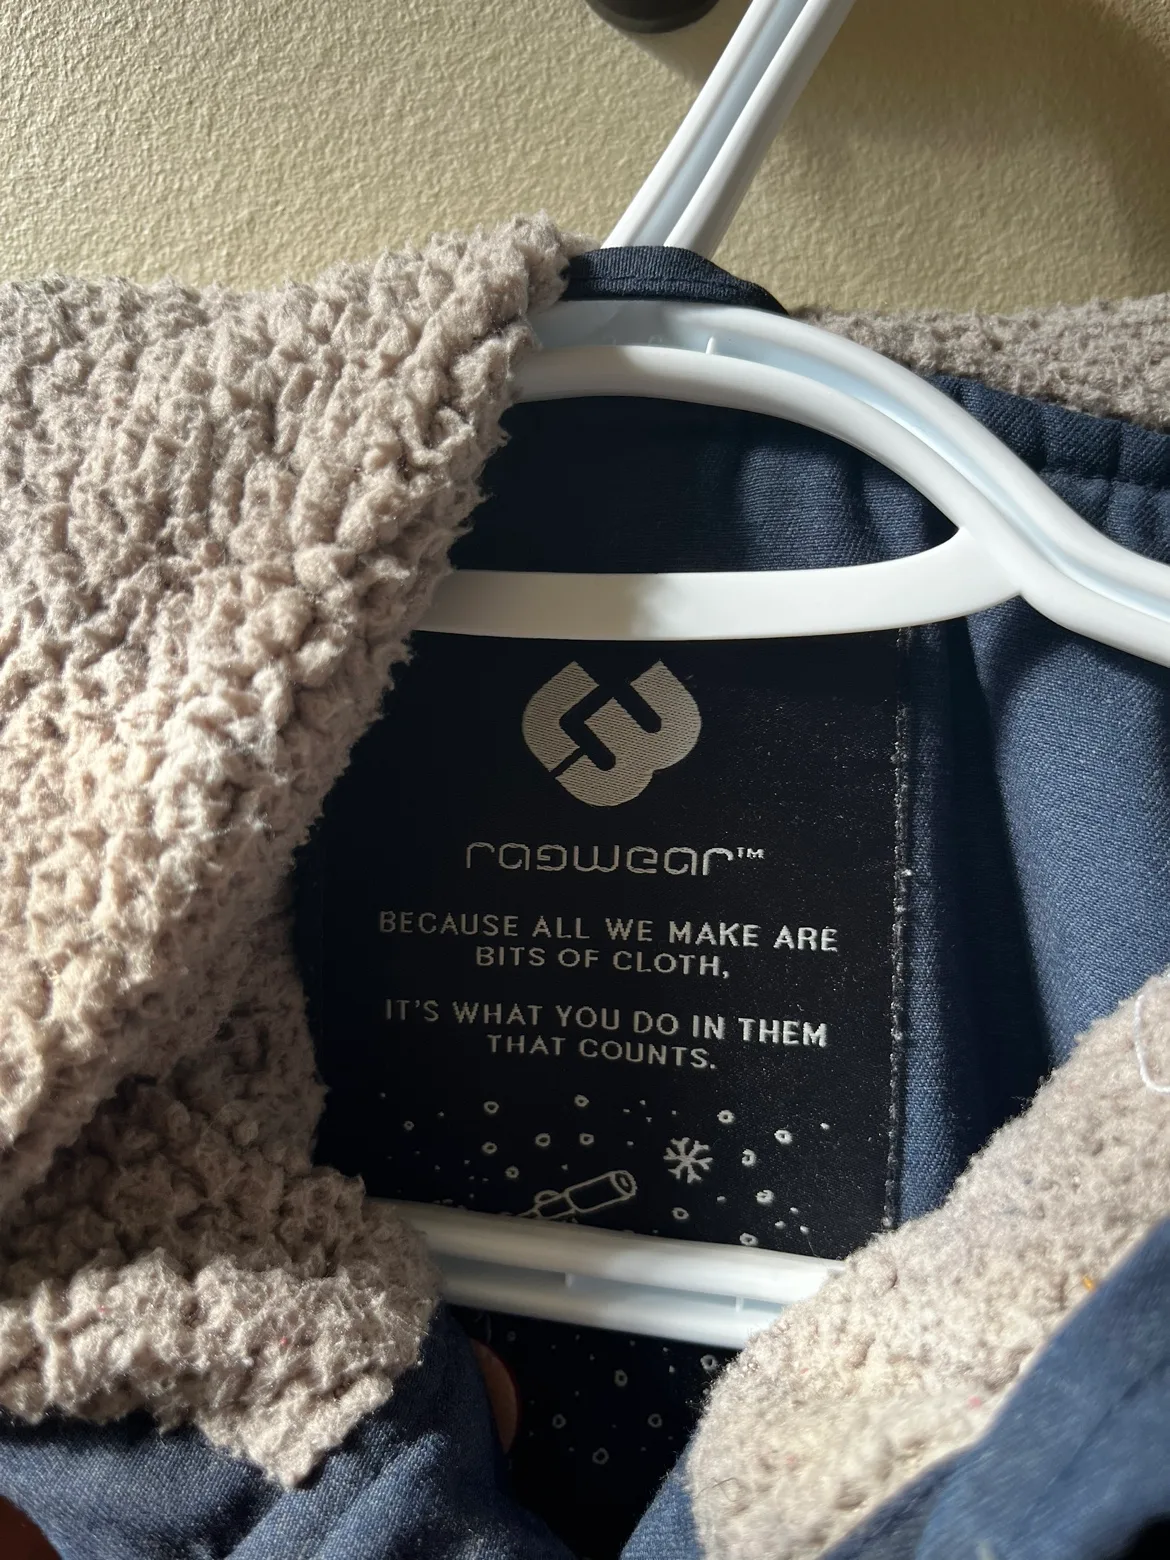 ragwear™
BECAUSE ALL WE MAKE ARE
BITS OF CLOTH,
IT'S WHAT YOU DO IN THEM
THAT COUNTS.